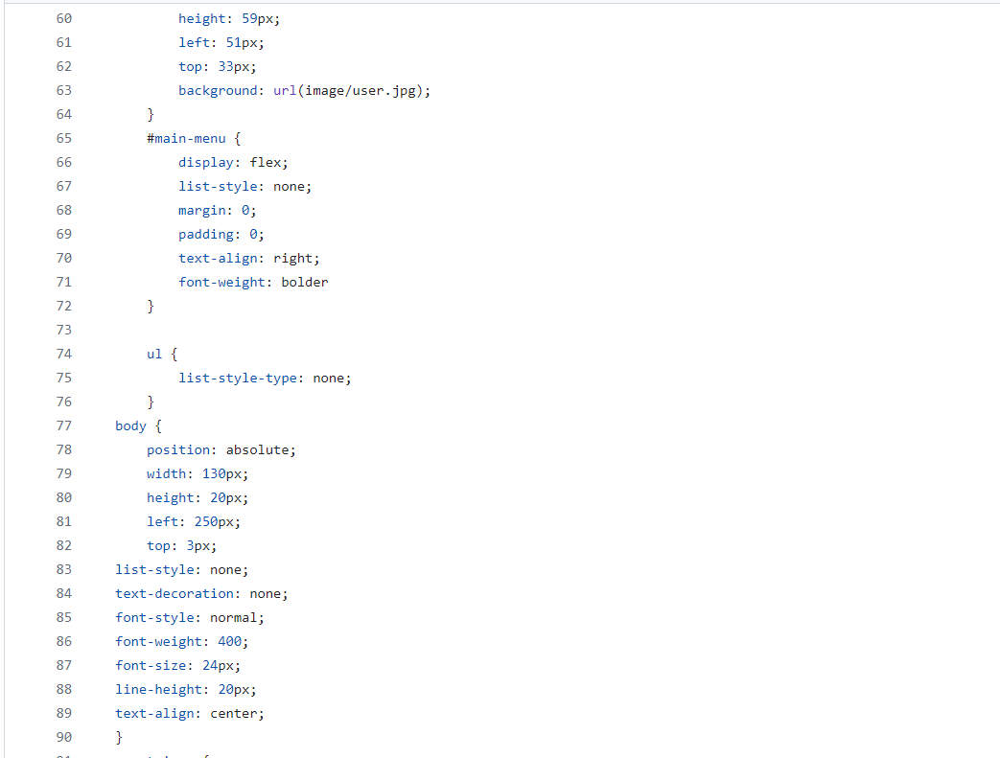 60 height: 59px;
61 left: 51px;
62 top: 33px;
63 background: url(image/user.jpg);
64 }
65 #main-menu {
66 display: flex;
67 list-style: none;
68 margin: 0;
69 padding: 0;
70 text-align: right;
71 font-weight: bolder
72 }
73
74 ul {
75 list-style-type: none;
76 }
77 body {
78 position: absolute;
79 width: 130px;
80 height: 20px;
81 left: 250px;
82 top: 3px;
83 list-style: none;
84 text-decoration: none;
85 font-style: normal;
86 font-weight: 400;
87 font-size: 24px;
88 line-height: 20px;
89 text-align: center;
90 }